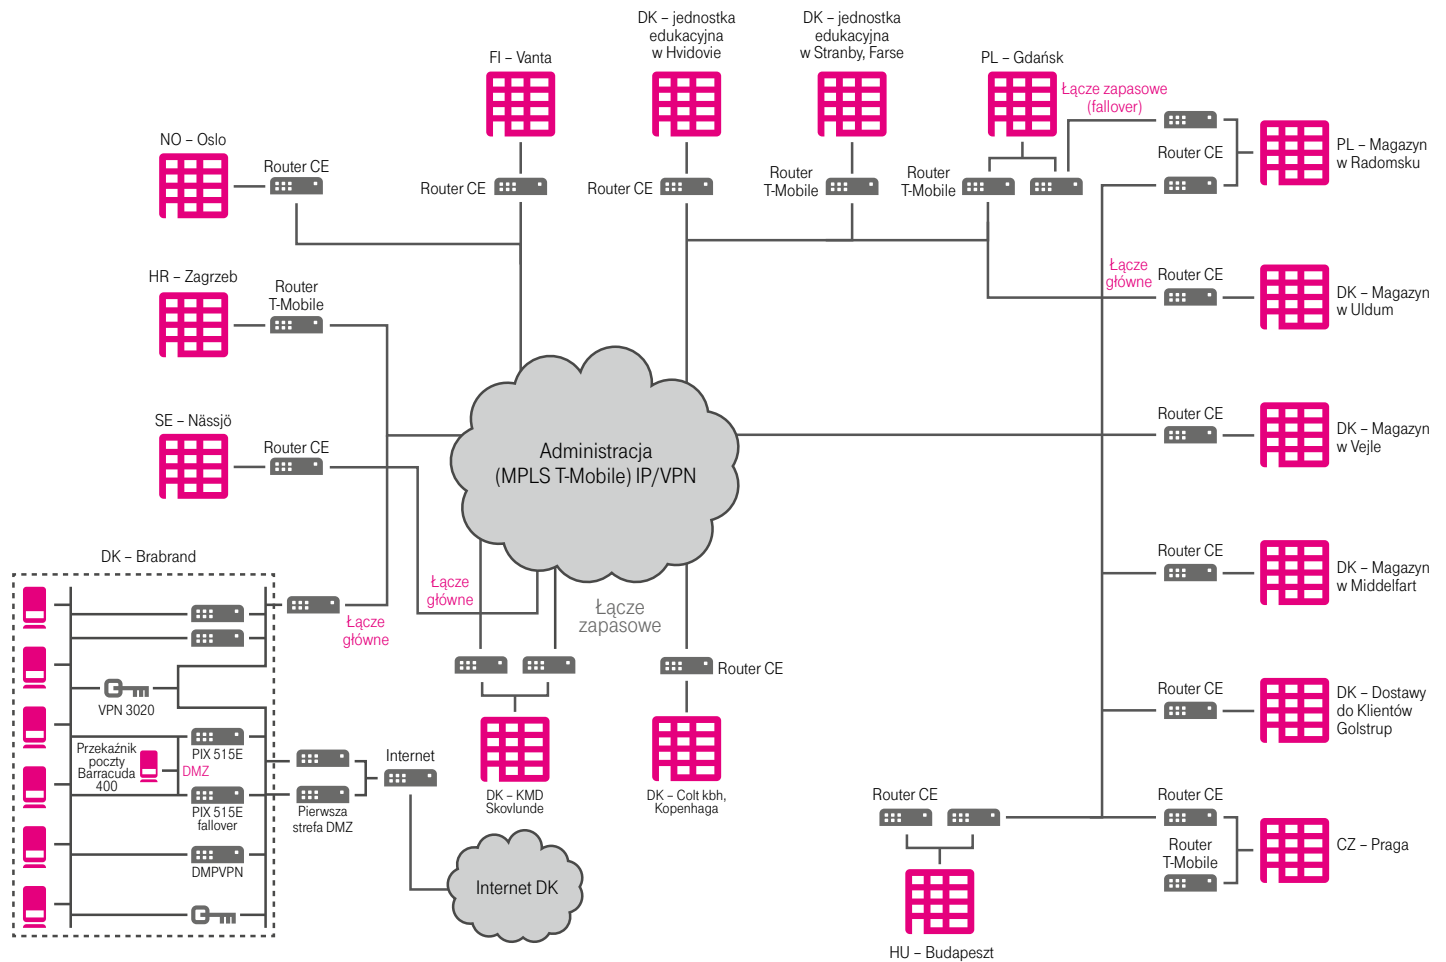 DK – jednostka
edukacyjna
w Hvidovie
DK – jednostka
edukacyjna
w Stranby, Farse
FI – Vanta
PL – Gdańsk
Łącze zapasowe
(fallover)
NO – Oslo
Router CE
Router CE
Router CE
Router
T-Mobile
Router
T-Mobile
Router CE
PL – Magazyn
w Radomsku
HR – Zagrzeb
Router
T-Mobile
Łącze
główne
Router CE
DK – Magazyn
w Uldum
SE – Nässjö
Router CE
Administracja
(MPLS T-Mobile) IP/VPN
Router CE
DK – Magazyn
w Vejle
DK – Brabrand
Łącze
główne
Łącze
główne
Łącze
zapasowe
Router CE
DK – Magazyn
w Middelfart
Router CE
VPN 3020
Router CE
DK – Dostawy
do Klientów
Golstrup
Przekaźnik
poczty
Barracuda
400
PIX 515E
DMZ
PIX 515E
fallover
DMPVPN
Internet
Pierwsza
strefa DMZ
DK – KMD
Skovlunde
DK – Colt kbh,
Kopenhaga
Internet DK
Router CE
Router CE
Router
T-Mobile
CZ – Praga
HU – Budapeszt